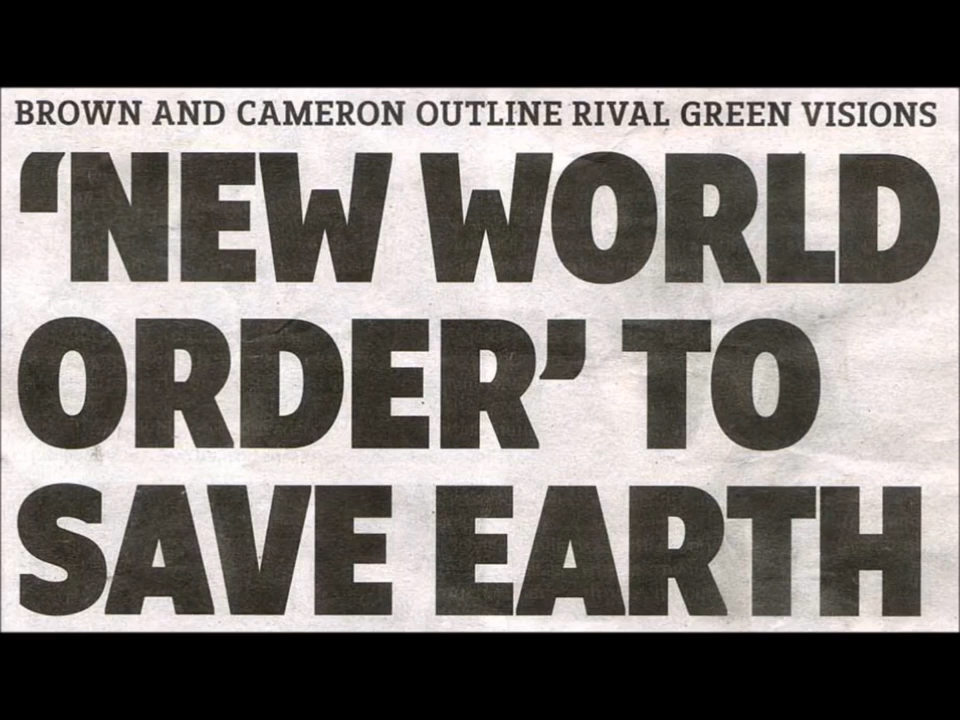 BROWN AND CAMERON OUTLINE RIVAL GREEN VISIONS
‘NEW WORLD
ORDER’ TO
SAVE EARTH